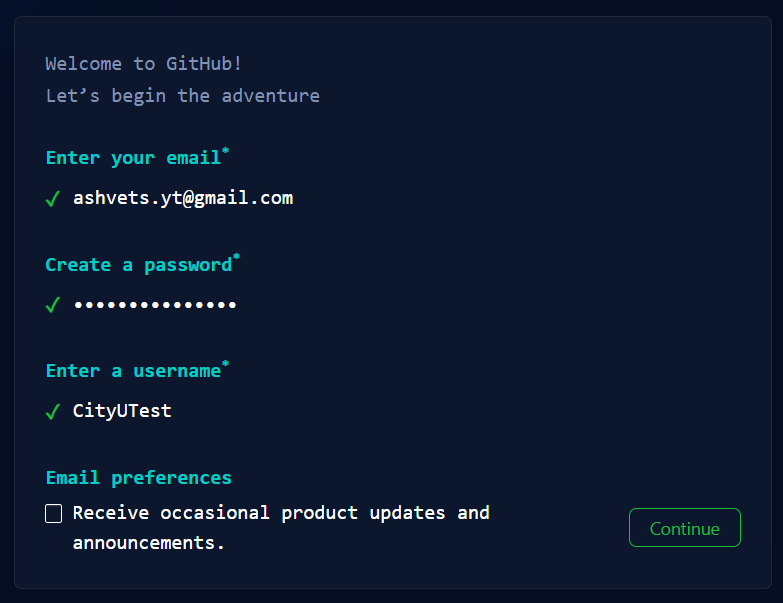 Welcome to GitHub!
Let’s begin the adventure
Enter your email*
✓ ashvets.yt@gmail.com
Create a password*
✓ •••••••••••••••
Enter a username*
✓ CityUTest
Email preferences
Receive occasional product updates and
announcements.
Continue